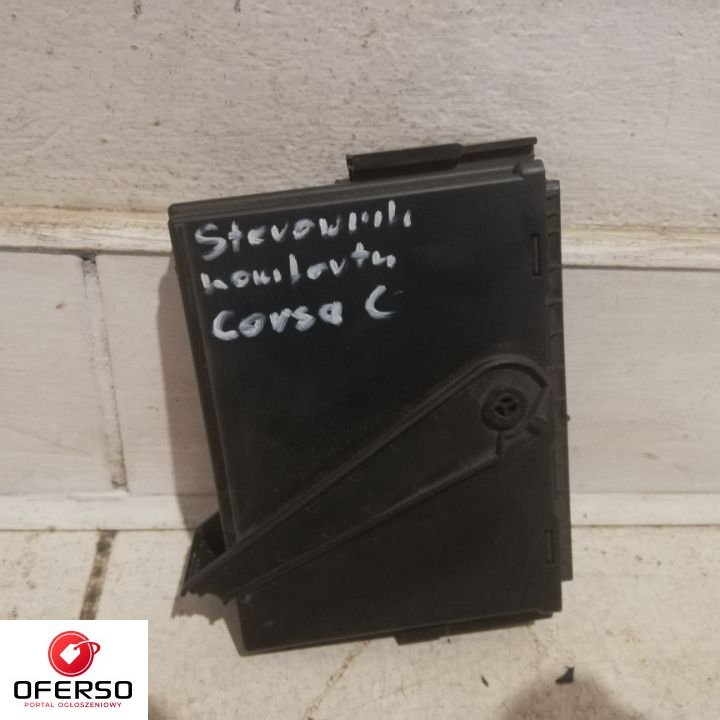 Sterownik
komfortu
Corsa C
OFERSO
PORTAL OGŁOSZENIOWY